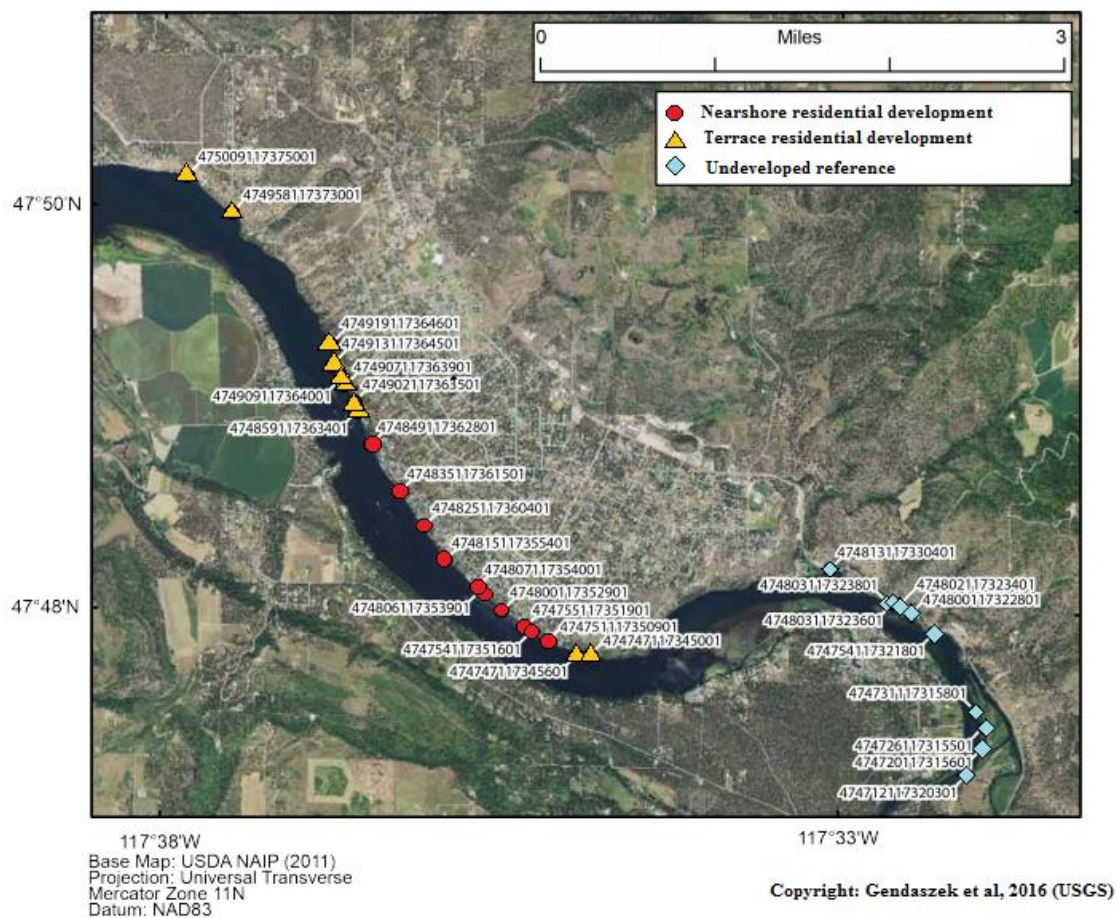 0 Miles 3
Nearshore residential development
Terrace residential development
Undeveloped reference
475009117375001
474958117373001
47°50'N
474919117364601
474913117364501
474907117363901
474909117364001
474902117363501
474859117363401
474849117362801
474835117361501
474825117360401
474815117355401
474807117354001
47°48'N
474806117353901
474800117352901
474755117351901
474751117350901
474754117351601
474747117345001
474747117345601
474813117330401
474803117323801
474802117323401
474800117322801
474803117323601
474754117321801
474731117315801
474726117315501
474720117315601
474712117320301
117°38'W
117°33'W
Base Map: USDA NAIP (2011)
Projection: Universal Transverse
Mercator Zone 11N
Datum: NAD83
Copyright: Gendaszek et al, 2016 (USGS)